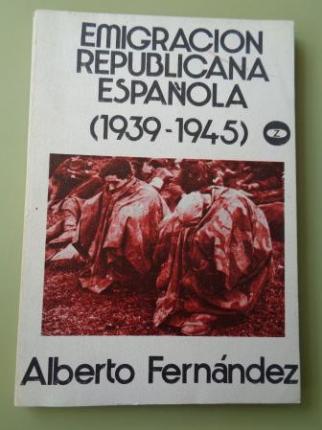 EMIGRACION
REPUBLICANA
ESPAÑOLA
(1939-1945) Z
Alberto Fernández